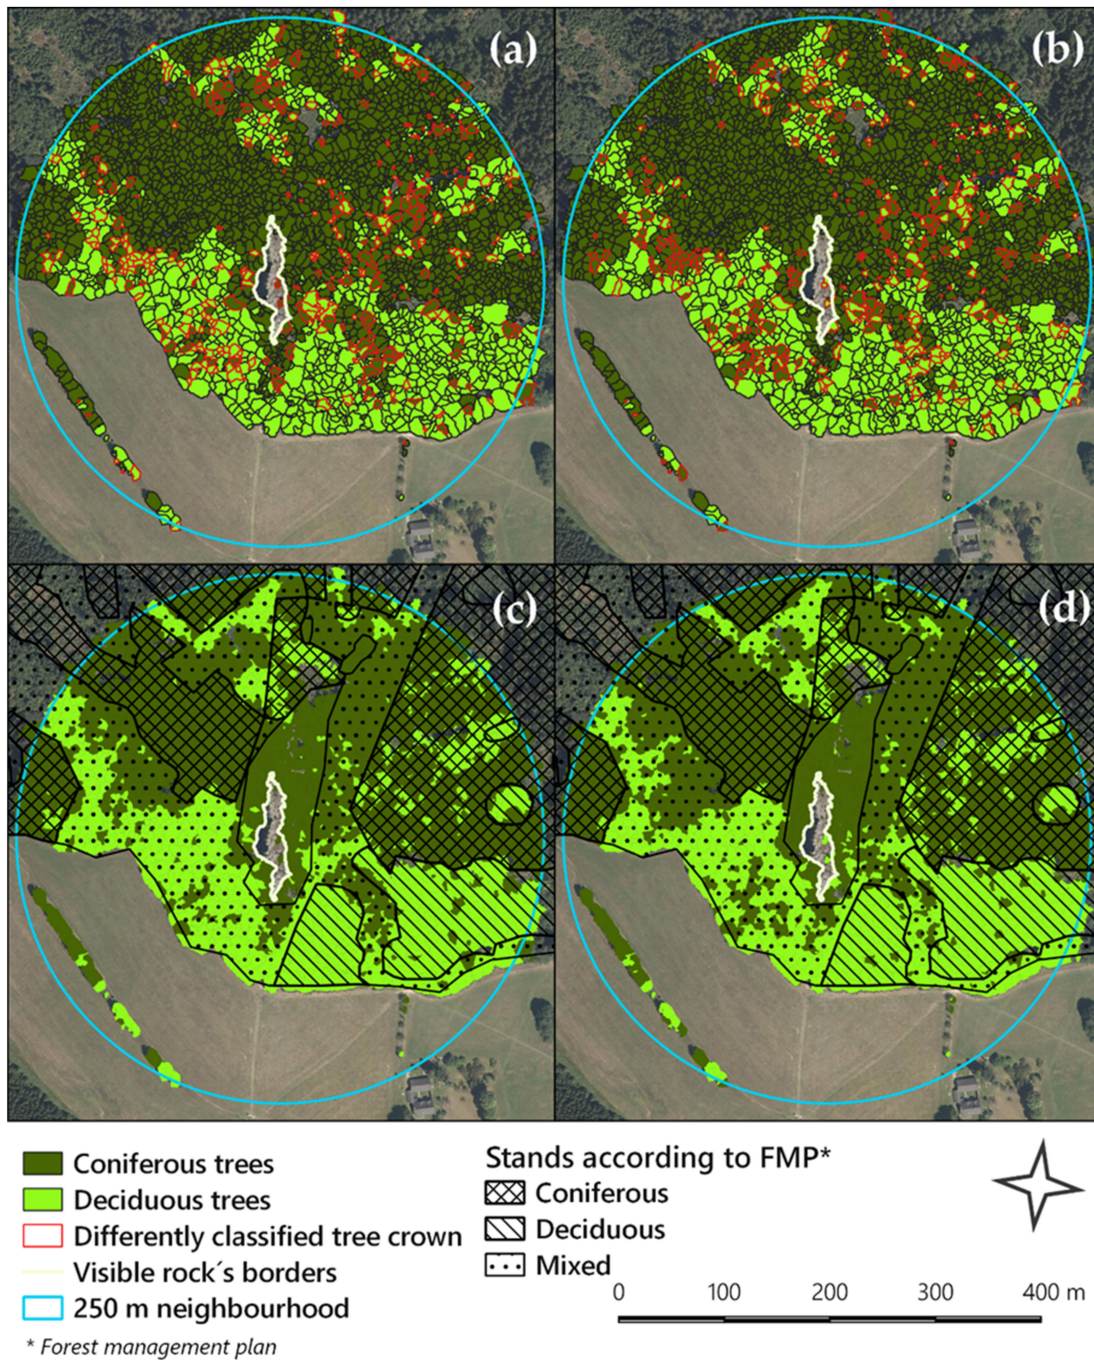 (a)
(b)
(c)
(d)
Coniferous trees
Deciduous trees
Differently classified tree crown
Visible rock´s borders
250 m neighbourhood
* Forest management plan
Stands according to FMP*
Coniferous
Deciduous
Mixed
0 100 200 300 400 m